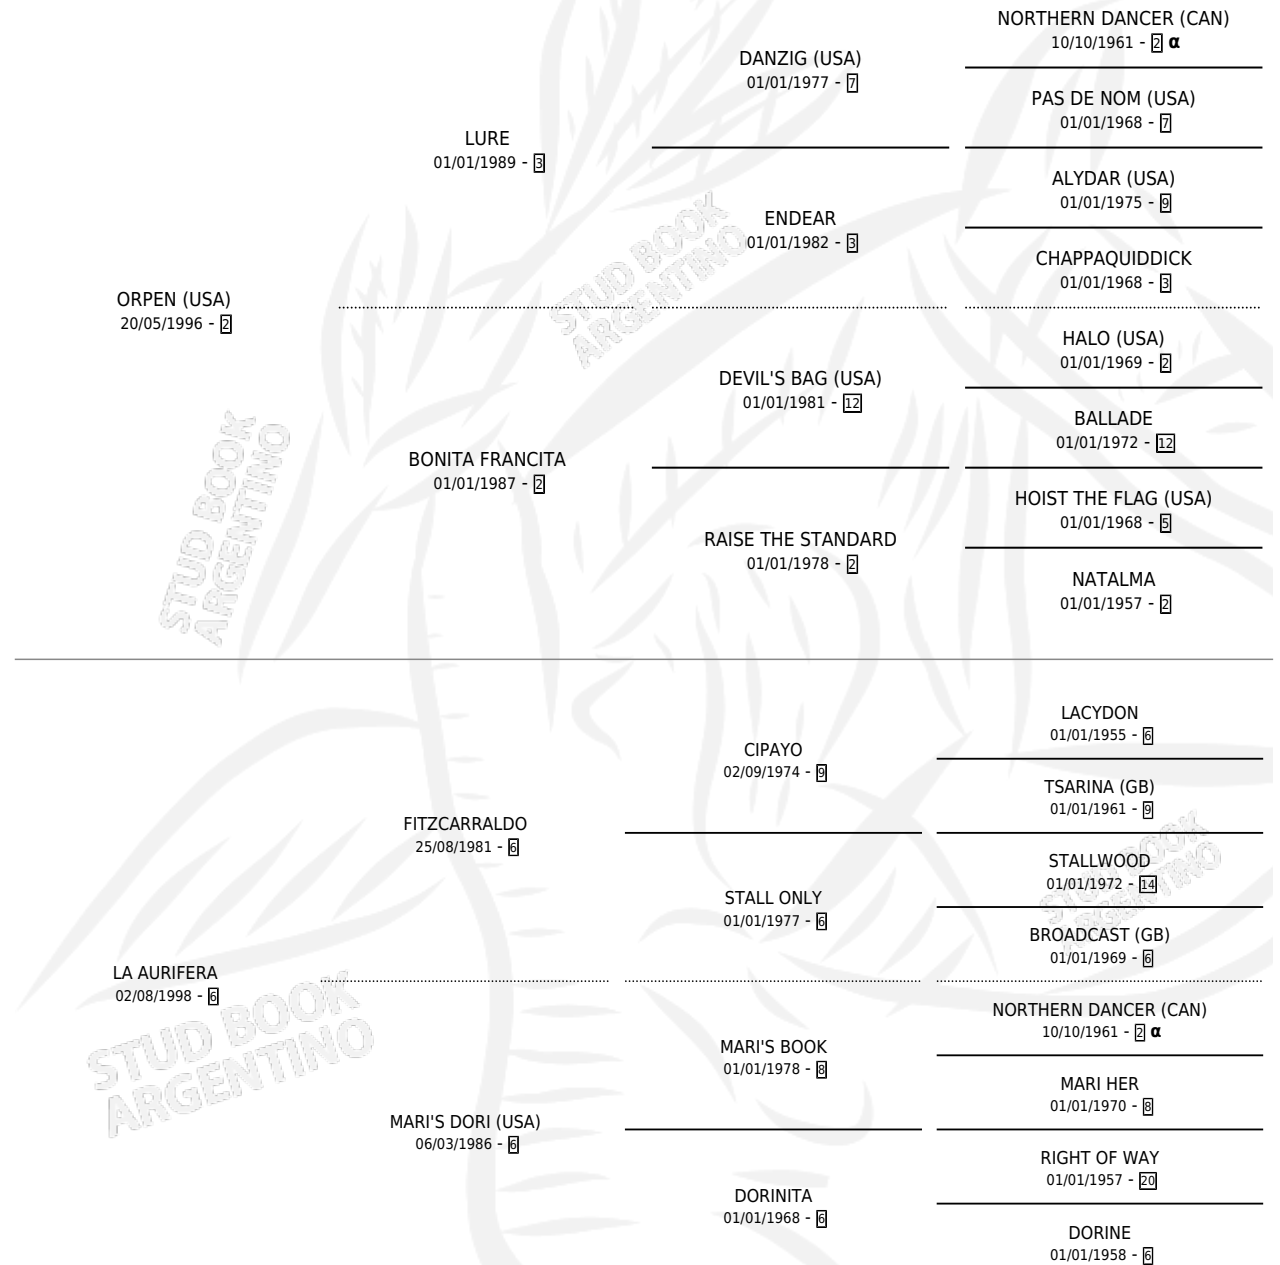 NORTHERN DANCER (CAN)
10/10/1961 - 2 α
DANZIG (USA)
01/01/1977 - 7
PAS DE NOM (USA)
01/01/1968 - 7
LURE
01/01/1989 - 3
ALYDAR (USA)
01/01/1975 - 9
ENDEAR
01/01/1982 - 3
CHAPPAQUIDDICK
01/01/1968 - 3
ORPEN (USA)
20/05/1996 - 2
STUD BOOK
ARGENTINO
HALO (USA)
01/01/1969 - 2
DEVIL'S BAG (USA)
01/01/1981 - 12
BALLADE
01/01/1972 - 12
BONITA FRANCITA
01/01/1987 - 2
HOIST THE FLAG (USA)
01/01/1968 - 5
RAISE THE STANDARD
01/01/1978 - 2
NATALMA
01/01/1957 - 2
STUD BOOK
ARGENTINO
LACYDON
01/01/1955 - 6
CIPAYO
02/09/1974 - 9
TSARINA (GB)
01/01/1961 - 9
FITZCARRALDO
25/08/1981 - 6
STALLWOOD
01/01/1972 - 14
STALL ONLY
01/01/1977 - 6
BROADCAST (GB)
01/01/1969 - 6
STUD BOOK
ARGENTINO
LA AURIFERA
02/08/1998 - 6
NORTHERN DANCER (CAN)
10/10/1961 - 2 α
MARI'S BOOK
01/01/1978 - 8
MARI HER
01/01/1970 - 8
STUD BOOK
ARGENTINO
MARI'S DORI (USA)
06/03/1986 - 6
RIGHT OF WAY
01/01/1957 - 20
DORINITA
01/01/1968 - 6
DORINE
01/01/1958 - 6